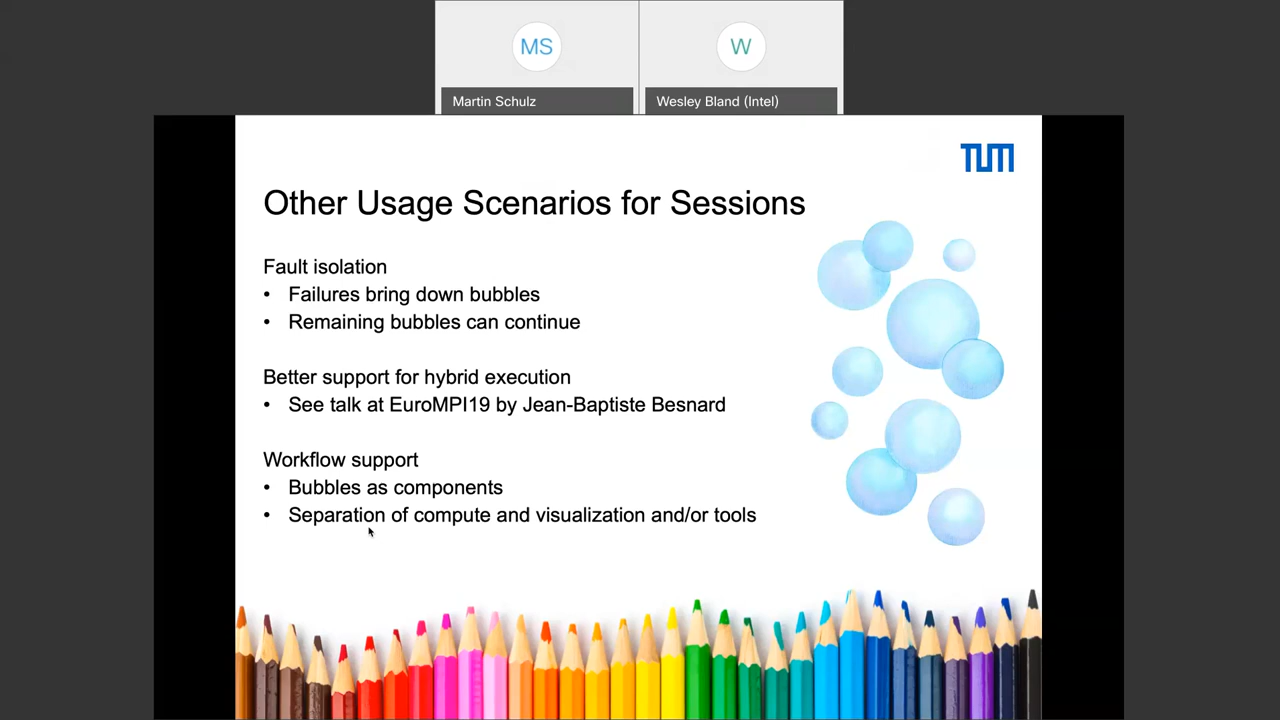 MS
W
Martin Schulz
Wesley Bland (Intel)
TUM
Other Usage Scenarios for Sessions
Fault isolation
• Failures bring down bubbles
• Remaining bubbles can continue
Better support for hybrid execution
• See talk at EuroMPI19 by Jean-Baptiste Besnard
Workflow support
• Bubbles as components
• Separation of compute and visualization and/or tools